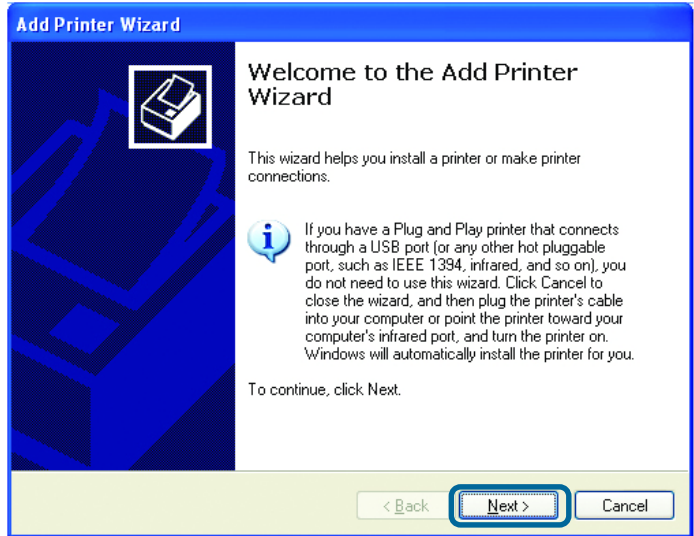 Add Printer Wizard
Welcome to the Add Printer
Wizard
This wizard helps you install a printer or make printer
connections.
If you have a Plug and Play printer that connects
through a USB port (or any other hot pluggable
port, such as IEEE 1394, infrared, and so on), you
do not need to use this wizard. Click Cancel to
close the wizard, and then plug the printer's cable
into your computer or point the printer toward your
computer's infrared port, and turn the printer on.
Windows will automatically install the printer for you.
To continue, click Next.
< Back Next > Cancel